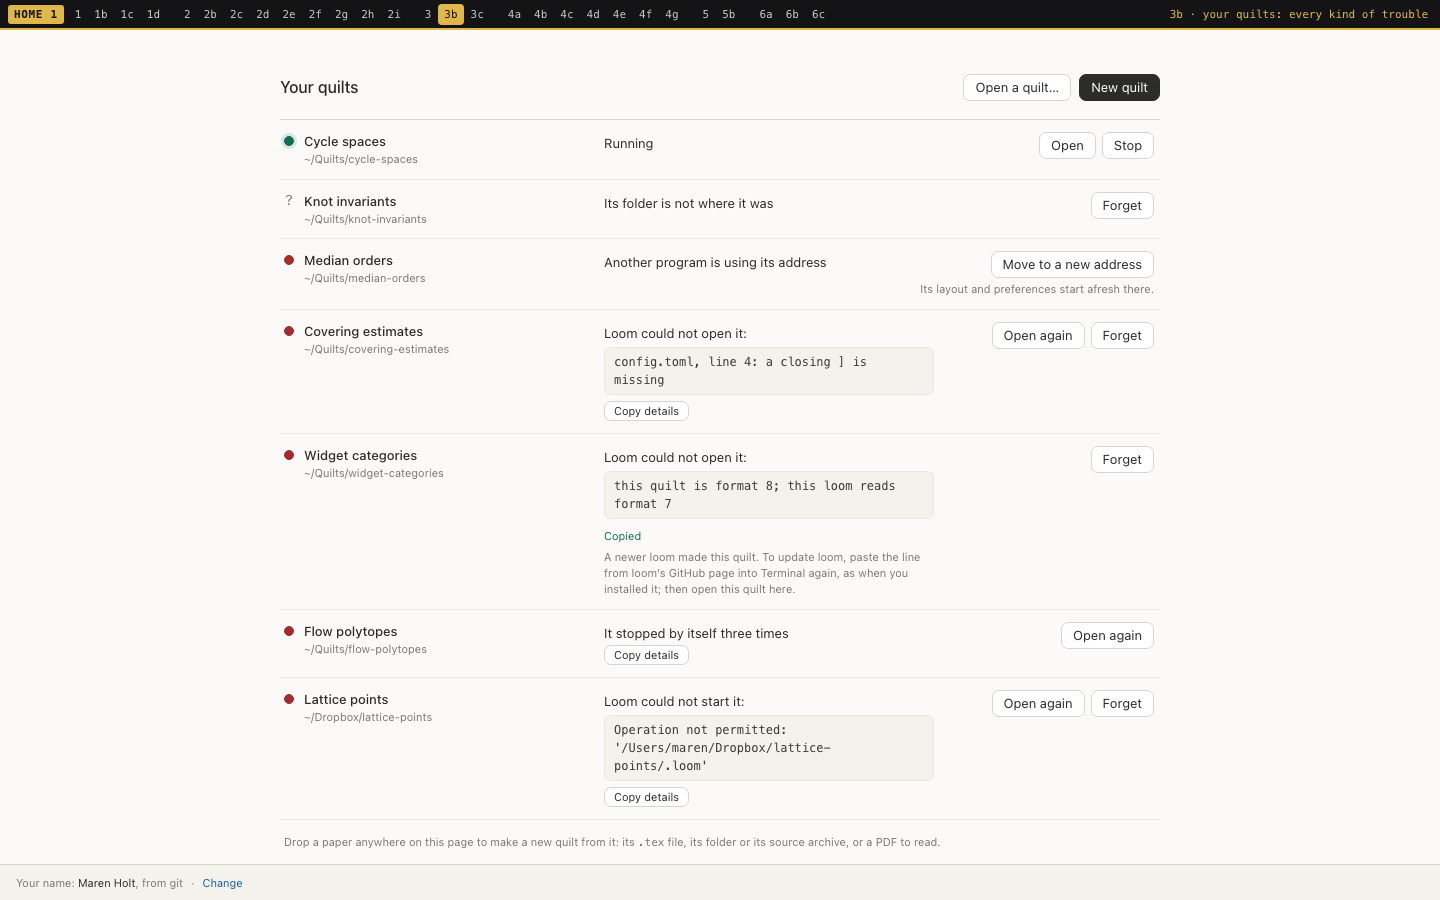 HOME 1 1 1b 1c 1d 2 2b 2c 2d 2e 2f 2g 2h 2i 3 3b 3c 4a 4b 4c 4d 4e 4f 4g 5 5b 6a 6b 6c 3b · your quilts: every kind of trouble
Your quilts Open a quilt... New quilt
Cycle spaces Running Open Stop
~/Quilts/cycle-spaces
? Knot invariants Its folder is not where it was Forget
~/Quilts/knot-invariants
Median orders Another program is using its address Move to a new address
~/Quilts/median-orders Its layout and preferences start afresh there.
Covering estimates Loom could not open it: Open again Forget
~/Quilts/covering-estimates
config.toml, line 4: a closing ] is
missing
Copy details
Widget categories Loom could not open it: Forget
~/Quilts/widget-categories
this quilt is format 8; this loom reads
format 7
Copied
A newer loom made this quilt. To update loom, paste the line
from loom's GitHub page into Terminal again, as when you
installed it; then open this quilt here.
Flow polytopes It stopped by itself three times Open again
~/Quilts/flow-polytopes Copy details
Lattice points Loom could not start it: Open again Forget
~/Dropbox/lattice-points
Operation not permitted:
'/Users/maren/Dropbox/lattice-
points/.loom'
Copy details
Drop a paper anywhere on this page to make a new quilt from it: its .tex file, its folder or its source archive, or a PDF to read.
Your name: Maren Holt, from git · Change